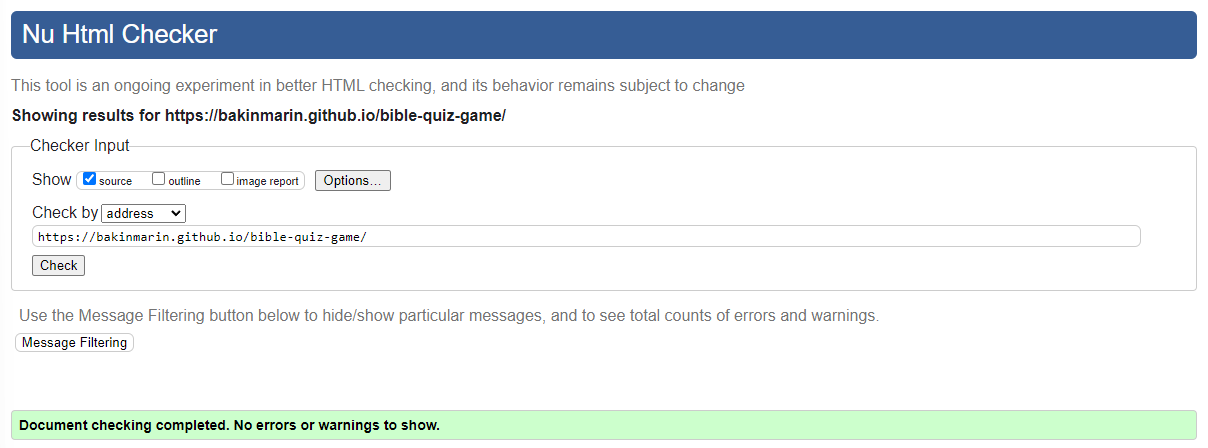 Nu Html Checker
This tool is an ongoing experiment in better HTML checking, and its behavior remains subject to change
Showing results for https://bakinmarin.github.io/bible-quiz-game/
Checker Input
Show source outline image report Options...
Check by address
https://bakinmarin.github.io/bible-quiz-game/
Check
Use the Message Filtering button below to hide/show particular messages, and to see total counts of errors and warnings.
Message Filtering
Document checking completed. No errors or warnings to show.